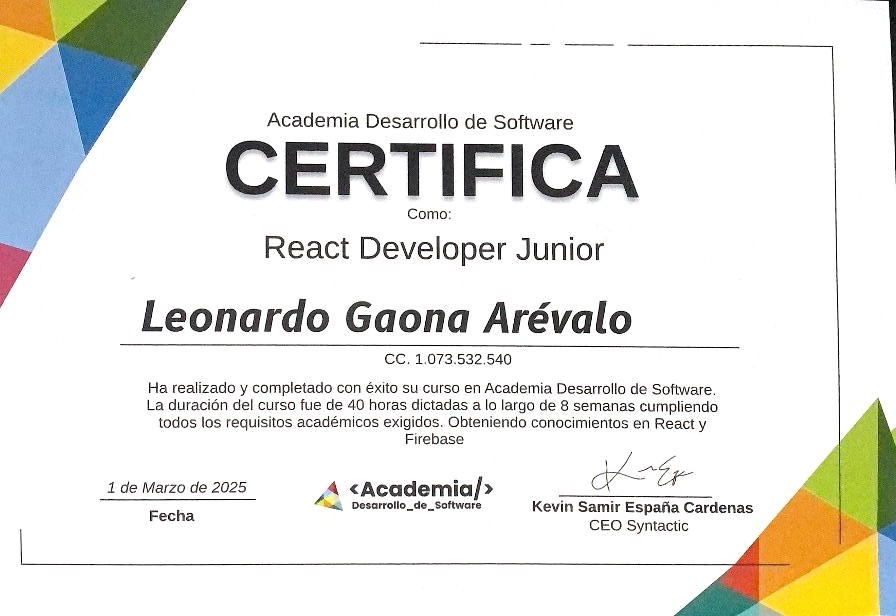 Academia Desarrollo de Software
CERTIFICA
Como:
React Developer Junior
Leonardo Gaona Arévalo
CC. 1.073.532.540
Ha realizado y completado con éxito su curso en Academia Desarrollo de Software.
La duración del curso fue de 40 horas dictadas a lo largo de 8 semanas cumpliendo
todos los requisitos académicos exigidos. Obteniendo conocimientos en React y
Firebase
1 de Marzo de 2025
Fecha
<Academia/>
Desarrollo_de_Software
Kevin Samir España Cardenas
CEO Syntactic